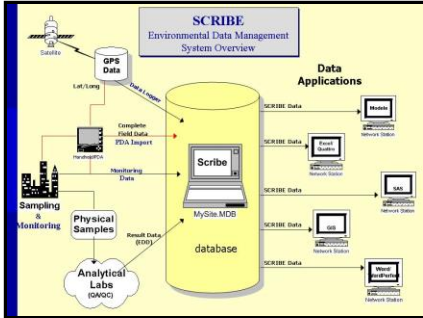 SCRIBE
Environmental Data Management
System Overview
Satellite
GPS
Data
Data Logger
Lat/Long
Data
Applications
Complete
Field Data
PDA Import
Handheld/PDA
Monitoring
Data
Sampling
&
Monitoring
Physical
Samples
Result Data
(EDD)
Analytical
Labs
(QA/QC)
Scribe
MySite.MDB
database
SCRIBE Data
Models
Network Station
SCRIBE Data
Excel
Quattro
Network Station
SCRIBE Data
SAS
Network Station
SCRIBE Data
GIS
Network Station
SCRIBE Data
Word
WordPerfect
Network Station